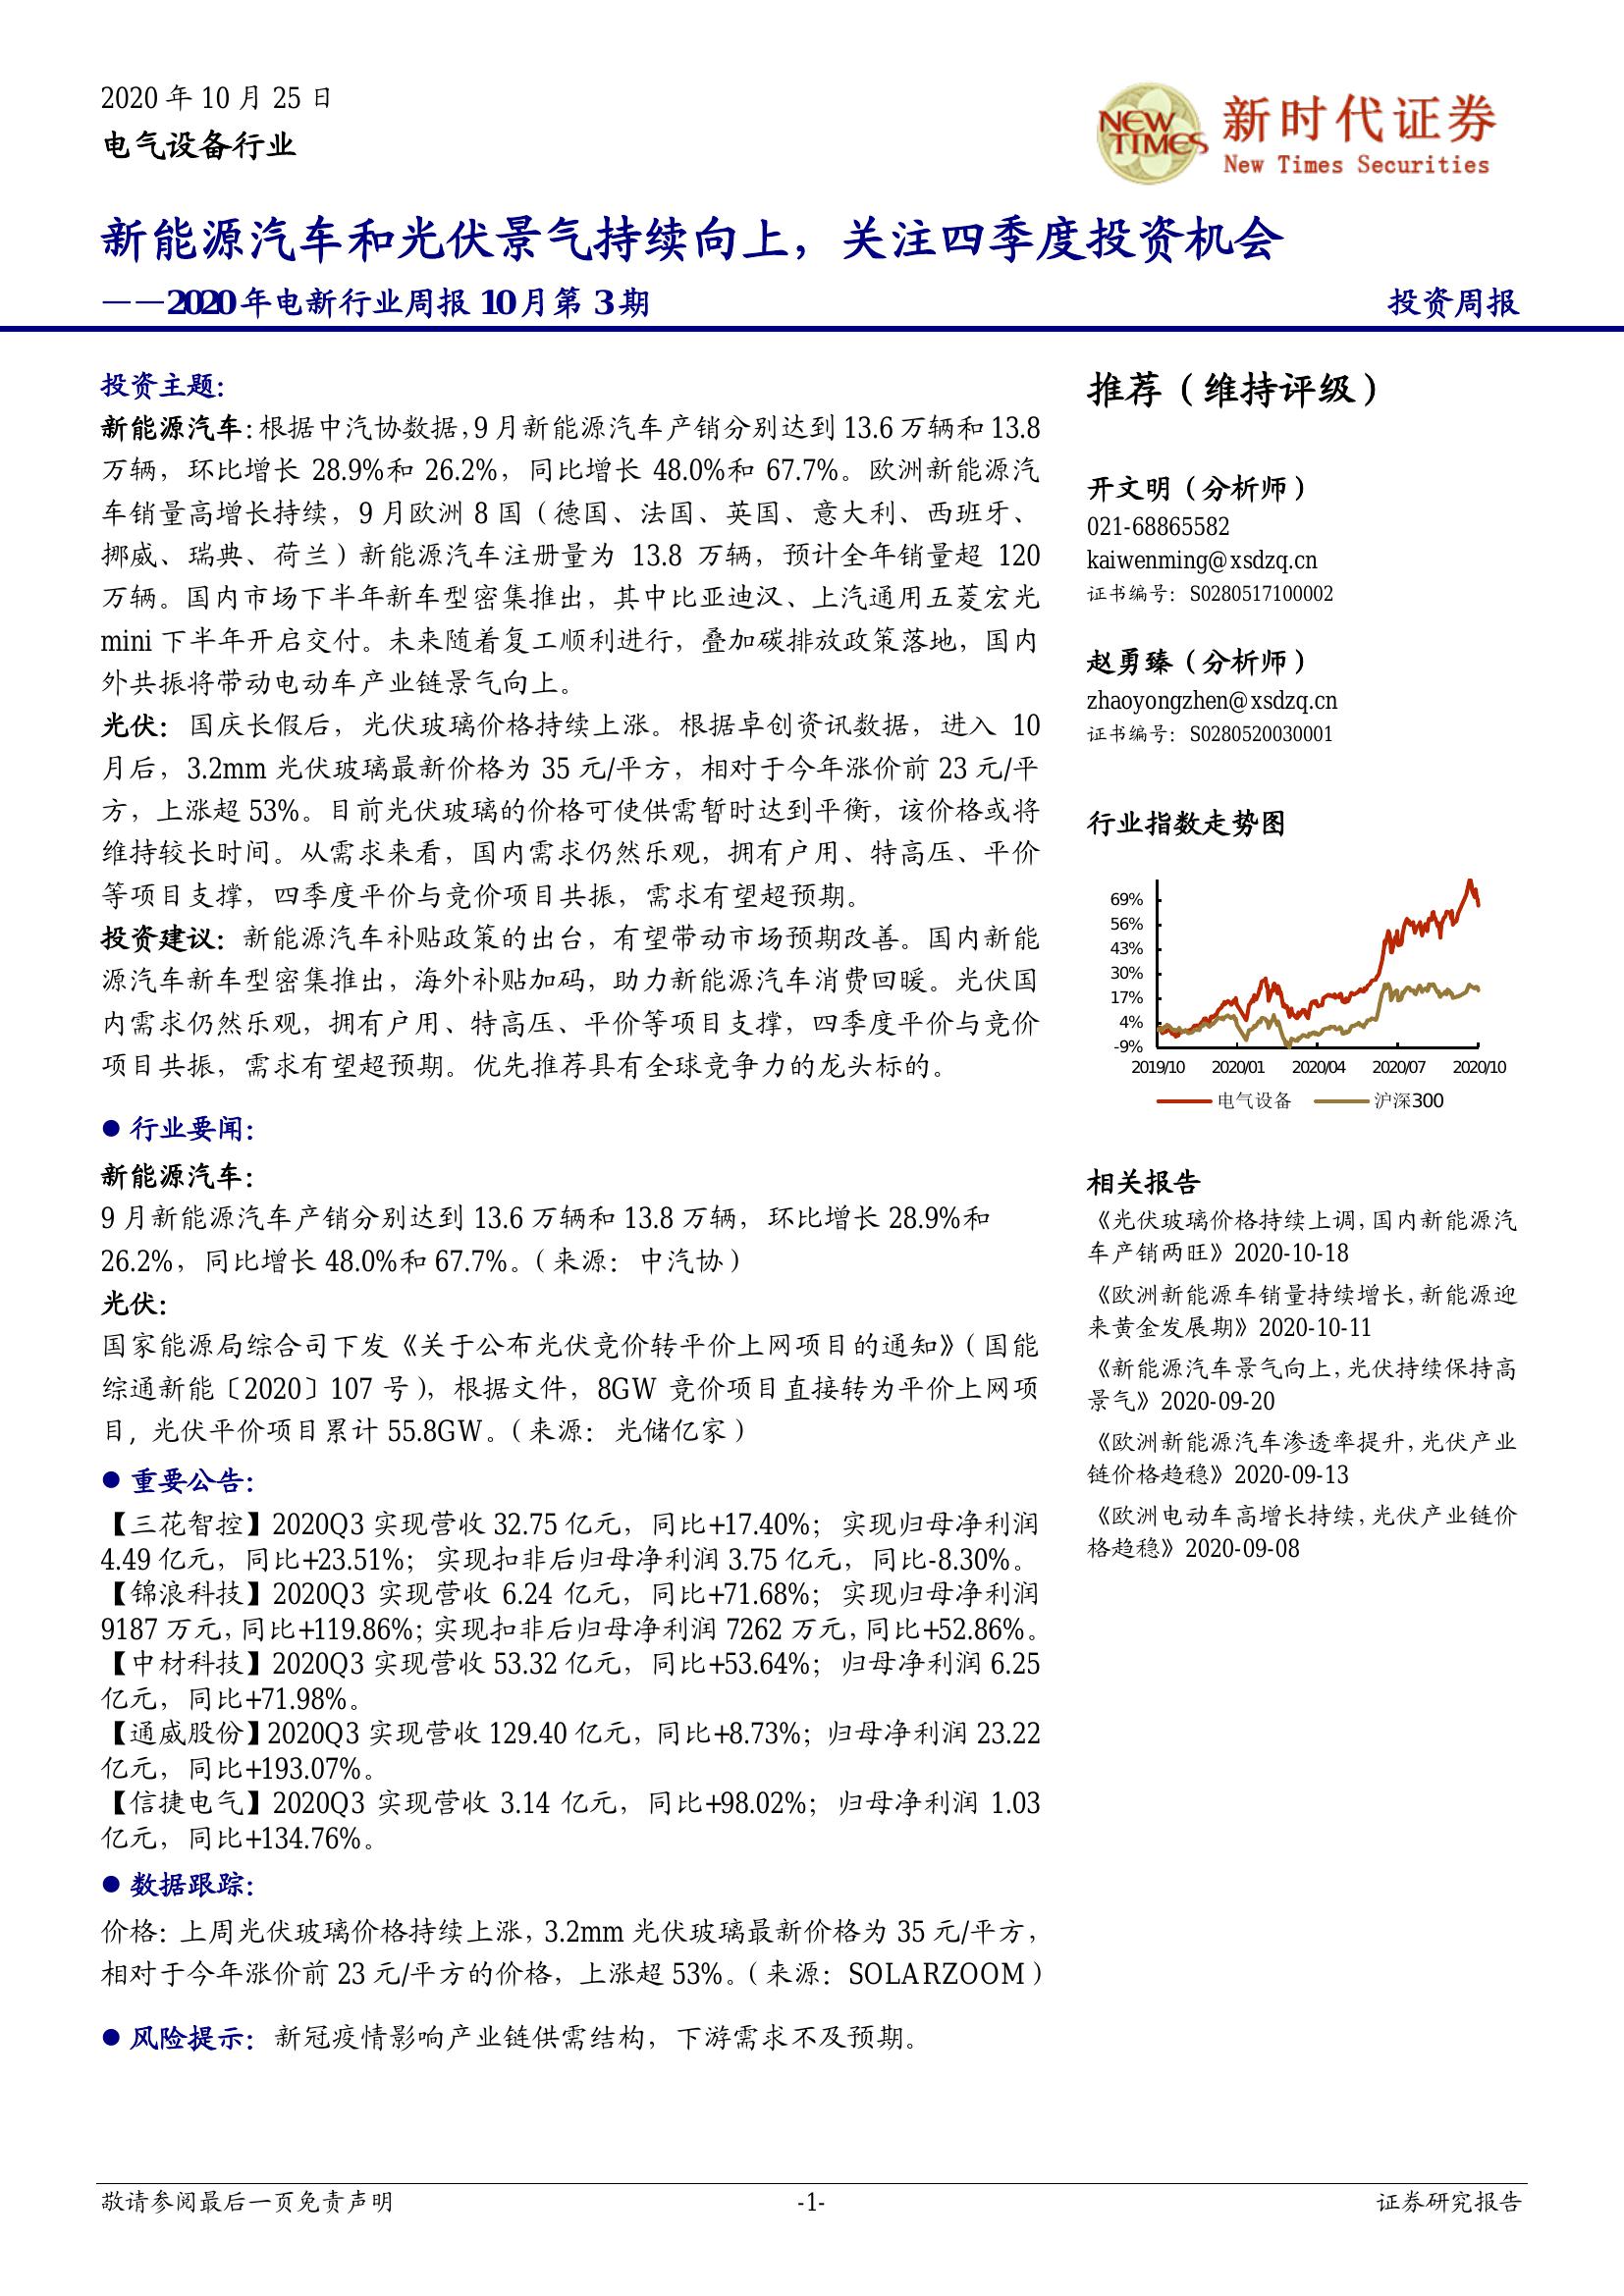 2020 年 10 月 25 日
电气设备行业
NEW TIMES
新时代证券
New Times Securities
新能源汽车和光伏景气持续向上，关注四季度投资机会
——2020年电新行业周报 10月第 3期
投资周报
投资主题：
新能源汽车：根据中汽协数据，9 月新能源汽车产销分别达到 13.6 万辆和 13.8
万辆，环比增长 28.9%和 26.2%，同比增长 48.0%和 67.7%。欧洲新能源汽
车销量高增长持续，9 月欧洲 8 国（德国、法国、英国、意大利、西班牙、
挪威、瑞典、荷兰）新能源汽车注册量为 13.8 万辆，预计全年销量超 120
万辆。国内市场下半年新车型密集推出，其中比亚迪汉、上汽通用五菱宏光
mini 下半年开启交付。未来随着复工顺利进行，叠加碳排放政策落地，国内
外共振将带动电动车产业链景气向上。
光伏：国庆长假后，光伏玻璃价格持续上涨。根据卓创资讯数据，进入 10
月后，3.2mm 光伏玻璃最新价格为 35 元/平方，相对于今年涨价前 23 元/平
方，上涨超 53%。目前光伏玻璃的价格可使供需暂时达到平衡，该价格或将
维持较长时间。从需求来看，国内需求仍然乐观，拥有户用、特高压、平价
等项目支撑，四季度平价与竞价项目共振，需求有望超预期。
投资建议：新能源汽车补贴政策的出台，有望带动市场预期改善。国内新能
源汽车新车型密集推出，海外补贴加码，助力新能源汽车消费回暖。光伏国
内需求仍然乐观，拥有户用、特高压、平价等项目支撑，四季度平价与竞价
项目共振，需求有望超预期。优先推荐具有全球竞争力的龙头标的。
● 行业要闻：
新能源汽车：
9 月新能源汽车产销分别达到 13.6 万辆和 13.8 万辆，环比增长 28.9%和
26.2%，同比增长 48.0%和 67.7%。（来源：中汽协）
光伏：
国家能源局综合司下发《关于公布光伏竞价转平价上网项目的通知》（国能
综通新能〔2020〕107 号），根据文件，8GW 竞价项目直接转为平价上网项
目，光伏平价项目累计 55.8GW。（来源：光储亿家）
● 重要公告：
【三花智控】2020Q3 实现营收 32.75 亿元，同比+17.40%；实现归母净利润
4.49 亿元，同比+23.51%；实现扣非后归母净利润 3.75 亿元，同比-8.30%。
【锦浪科技】2020Q3 实现营收 6.24 亿元，同比+71.68%；实现归母净利润
9187 万元，同比+119.86%；实现扣非后归母净利润 7262 万元，同比+52.86%。
【中材科技】2020Q3 实现营收 53.32 亿元，同比+53.64%；归母净利润 6.25
亿元，同比+71.98%。
【通威股份】2020Q3 实现营收 129.40 亿元，同比+8.73%；归母净利润 23.22
亿元，同比+193.07%。
【信捷电气】2020Q3 实现营收 3.14 亿元，同比+98.02%；归母净利润 1.03
亿元，同比+134.76%。
● 数据跟踪：
价格：上周光伏玻璃价格持续上涨，3.2mm 光伏玻璃最新价格为 35 元/平方，
相对于今年涨价前 23 元/平方的价格，上涨超 53%。（来源：SOLARZOOM）
● 风险提示：新冠疫情影响产业链供需结构，下游需求不及预期。
推荐（维持评级）
开文明（分析师）
021-68865582
kaiwenming@xsdzq.cn
证书编号：S0280517100002
赵勇臻（分析师）
zhaoyongzhen@xsdzq.cn
证书编号：S0280520030001
行业指数走势图
69%
56%
43%
30%
17%
4%
-9%
2019/10 2020/01 2020/04 2020/07 2020/10
电气设备 沪深300
相关报告
《光伏玻璃价格持续上调，国内新能源汽
车产销两旺》2020-10-18
《欧洲新能源车销量持续增长，新能源迎
来黄金发展期》2020-10-11
《新能源汽车景气向上，光伏持续保持高
景气》2020-09-20
《欧洲新能源汽车渗透率提升，光伏产业
链价格趋稳》2020-09-13
《欧洲电动车高增长持续，光伏产业链价
格趋稳》2020-09-08
敬请参阅最后一页免责声明
-1-
证券研究报告